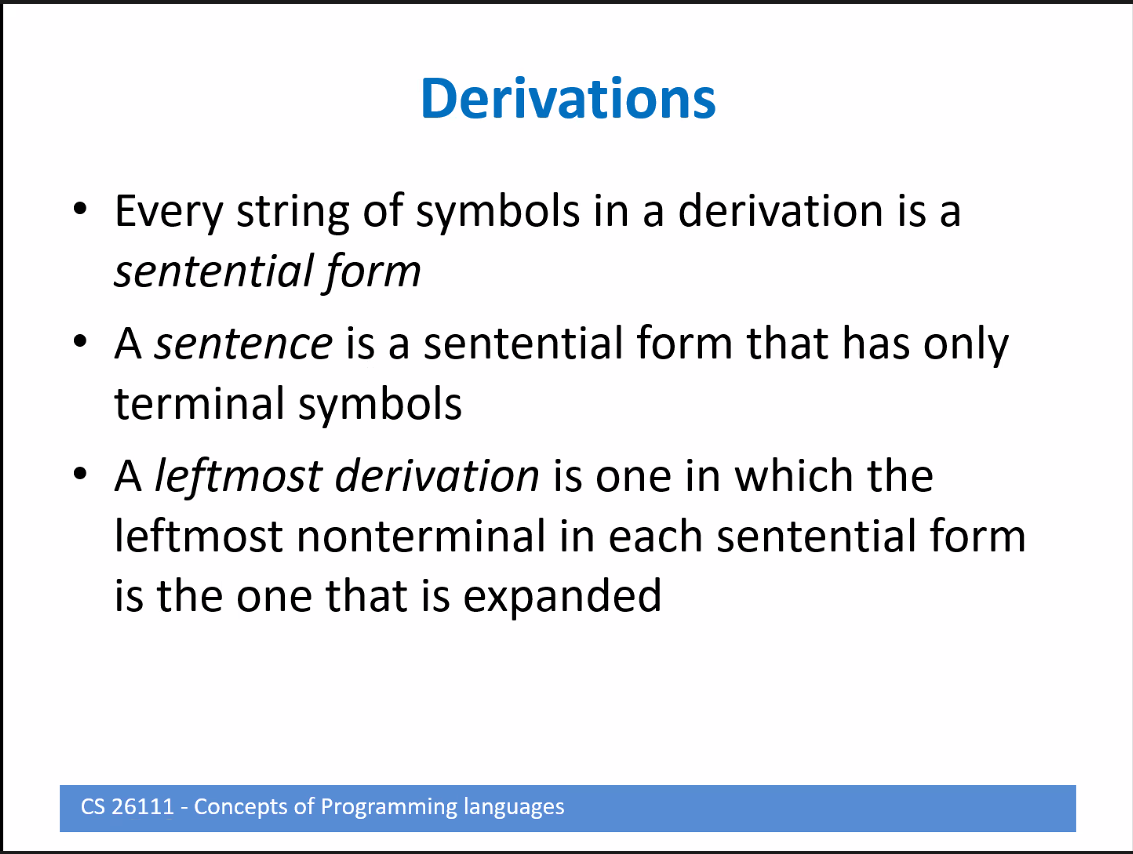 Derivations
• Every string of symbols in a derivation is a
sentential form
• A sentence is a sentential form that has only
terminal symbols
• A leftmost derivation is one in which the
leftmost nonterminal in each sentential form
is the one that is expanded
CS 26111 - Concepts of Programming languages